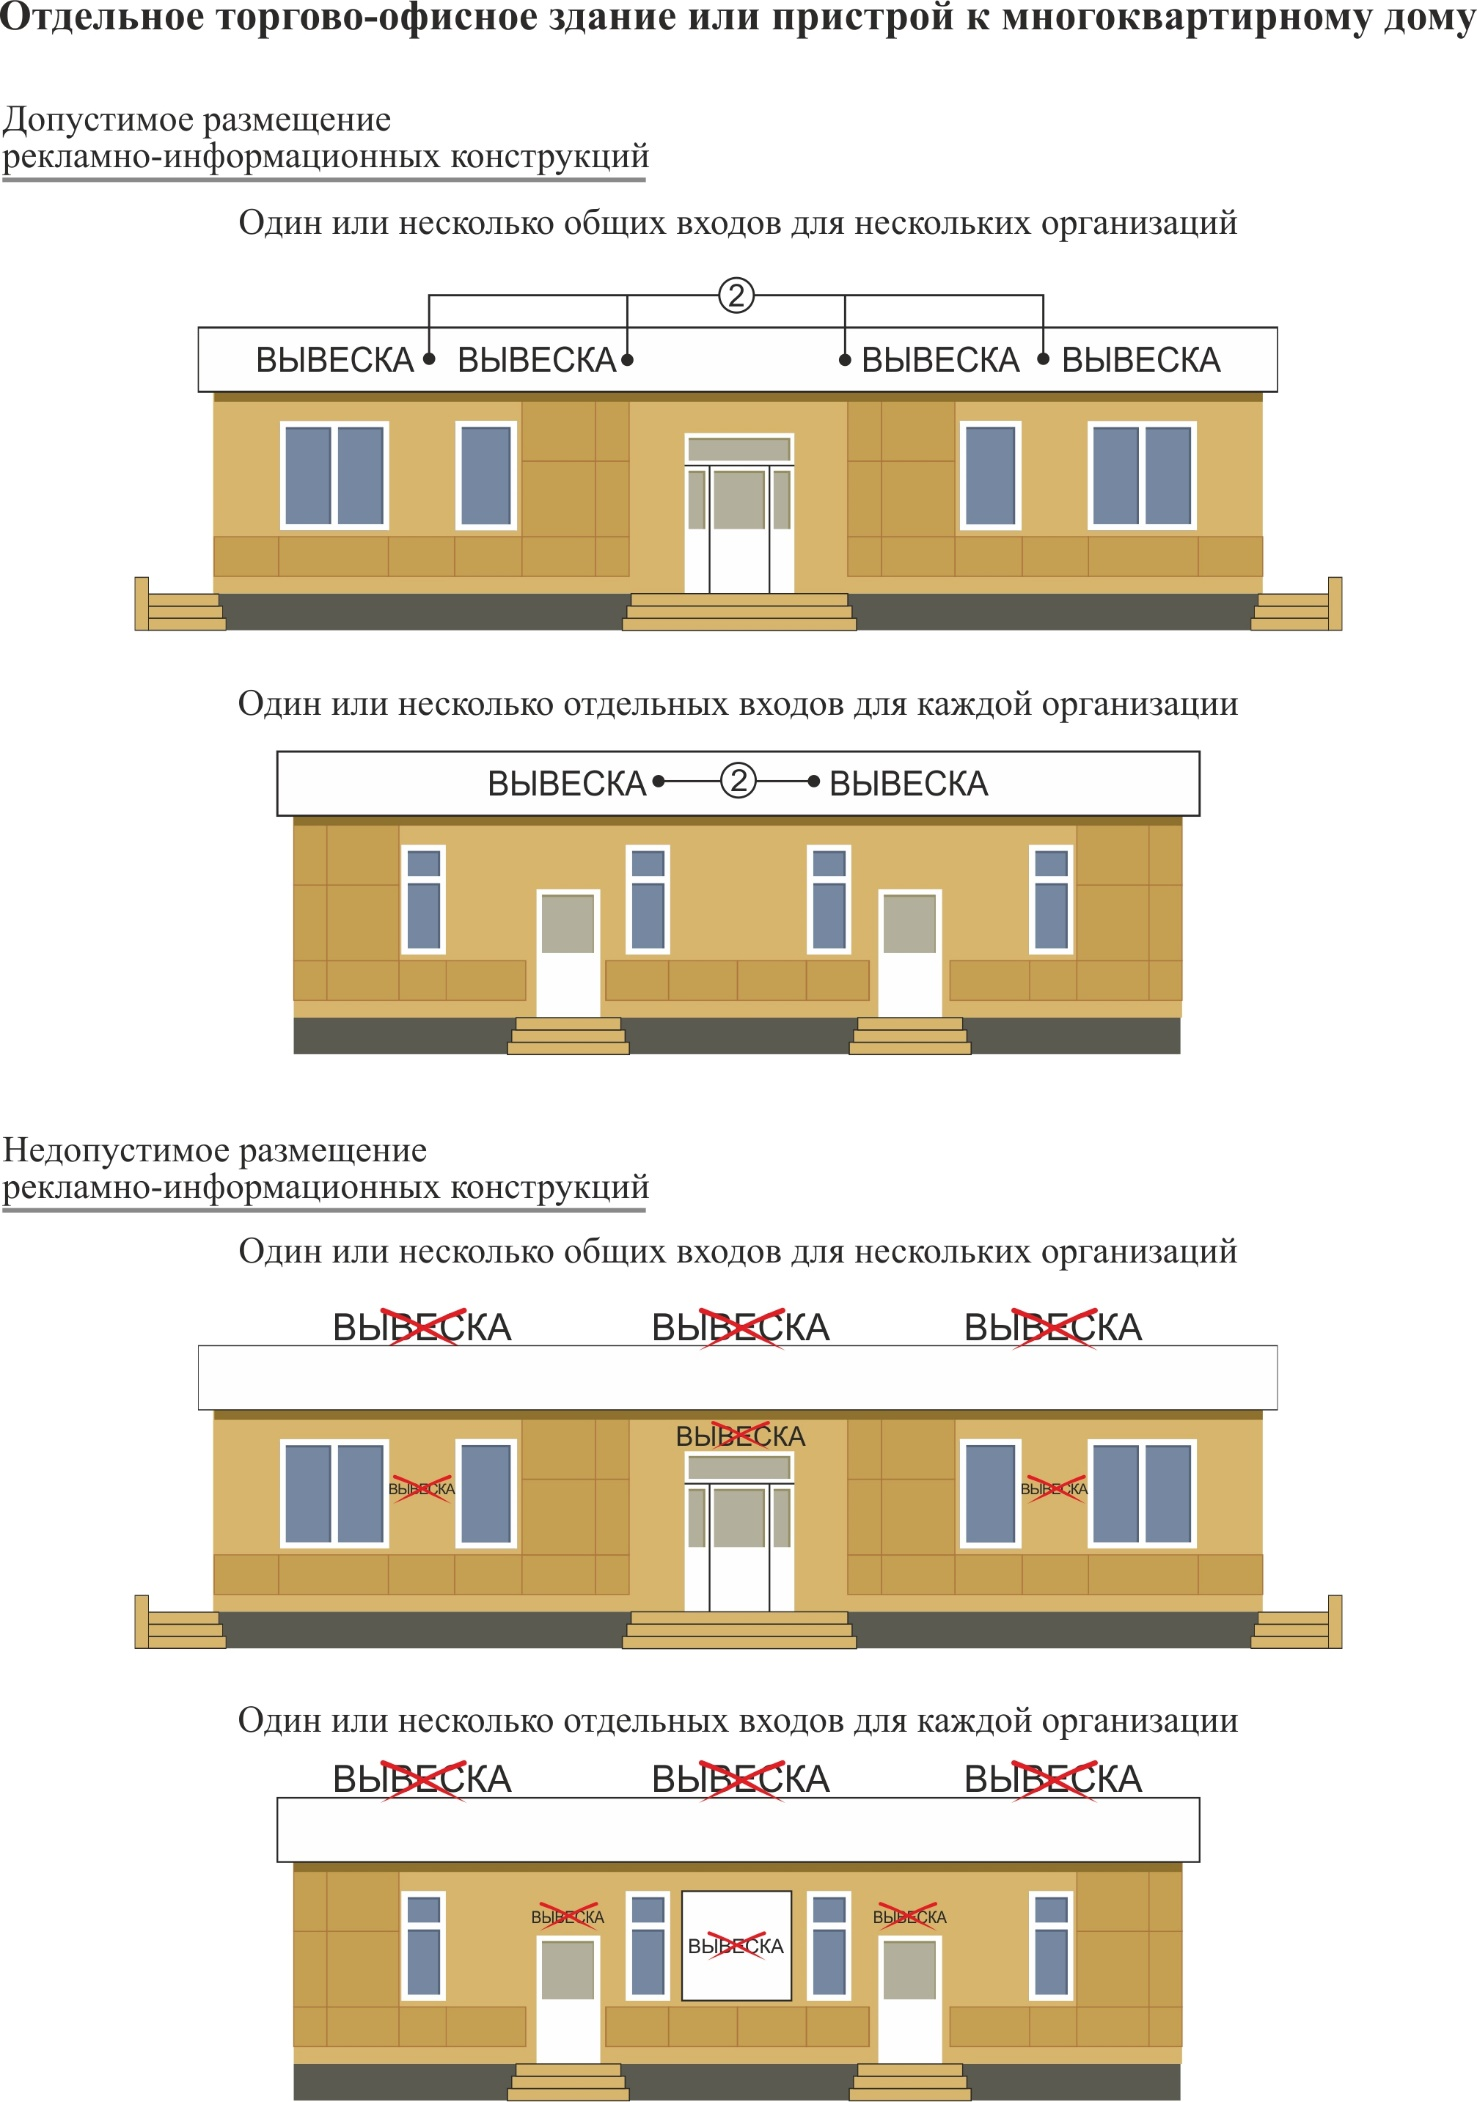 Отдельное торгово-офисное здание или пристрой к многоквартирному дому
Допустимое размещение
рекламно-информационных конструкций
Один или несколько общих входов для нескольких организаций
2
ВЫВЕСКА ВЫВЕСКА ВЫВЕСКА ВЫВЕСКА
Один или несколько отдельных входов для каждой организации
ВЫВЕСКА 2 ВЫВЕСКА
Недопустимое размещение
рекламно-информационных конструкций
Один или несколько общих входов для нескольких организаций
ВЫВЕСКА ВЫВЕСКА ВЫВЕСКА
ВЫВЕСКА
ВЫВЕСКА ВЫВЕСКА
Один или несколько отдельных входов для каждой организации
ВЫВЕСКА ВЫВЕСКА ВЫВЕСКА
ВЫВЕСКА ВЫВЕСКА
ВЫВЕСКА